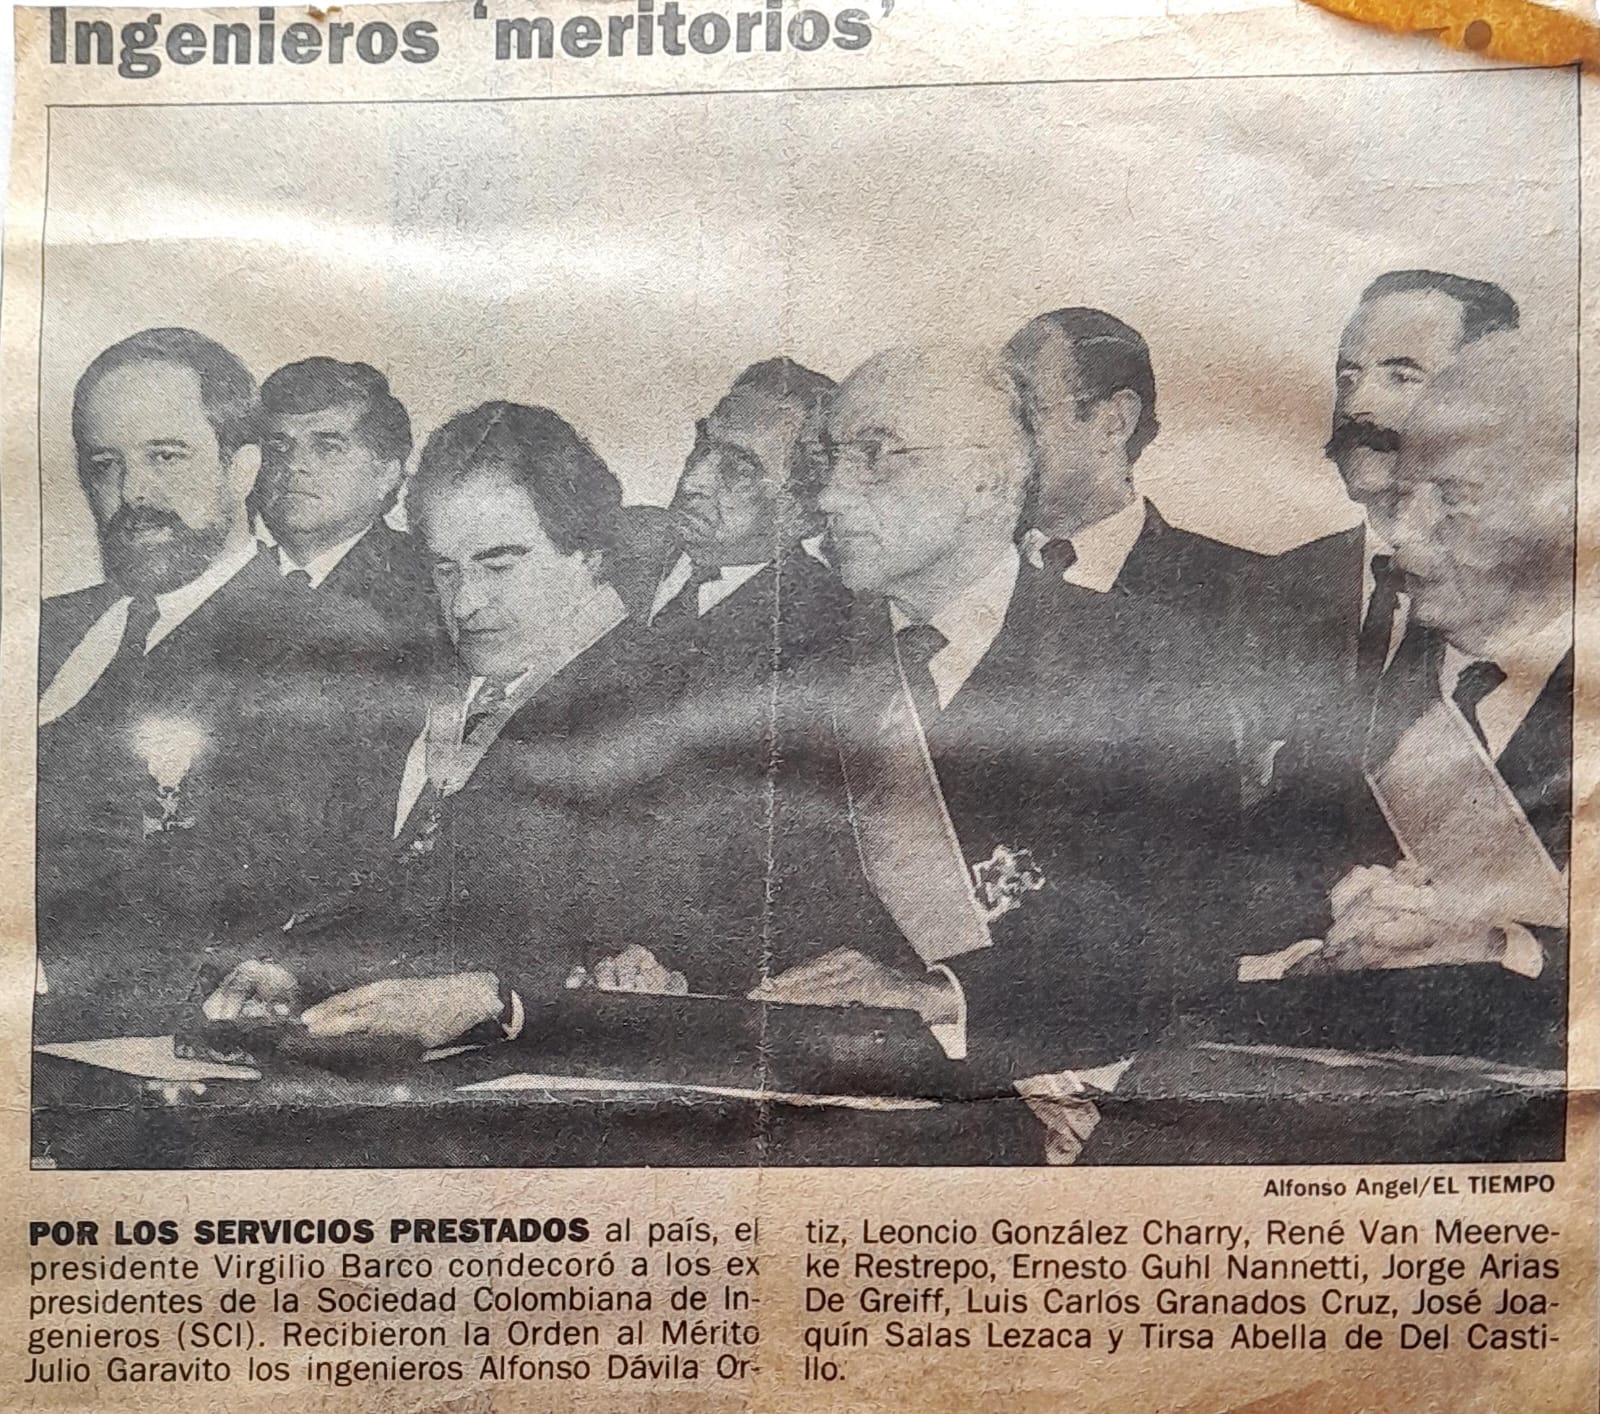 Ingenieros 'meritorios'
Alfonso Angel/EL TIEMPO
POR LOS SERVICIOS PRESTADOS al país, el
presidente Virgilio Barco condecoró a los ex
presidentes de la Sociedad Colombiana de In-
genieros (SCI). Recibieron la Orden al Mérito
Julio Garavito los ingenieros Alfonso Dávila Or-
tiz, Leoncio González Charry, René Van Meerve-
ke Restrepo, Ernesto Guhl Nannetti, Jorge Arias
De Greiff, Luis Carlos Granados Cruz, José Joa-
quín Salas Lezaca y Tirsa Abella de Del Casti-
llo.